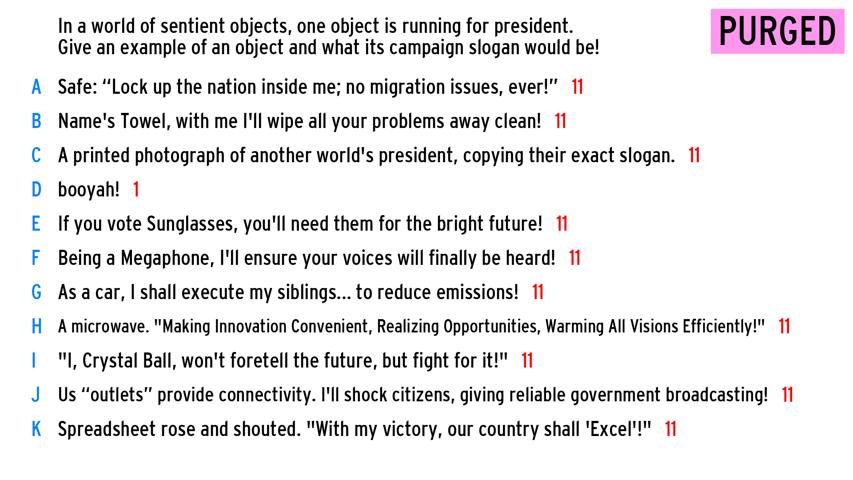 In a world of sentient objects, one object is running for president.
Give an example of an object and what its campaign slogan would be!
PURGED
A Safe: “Lock up the nation inside me; no migration issues, ever!” 11
B Name's Towel, with me I'll wipe all your problems away clean! 11
C A printed photograph of another world's president, copying their exact slogan. 11
D booyah! 1
E If you vote Sunglasses, you'll need them for the bright future! 11
F Being a Megaphone, I'll ensure your voices will finally be heard! 11
G As a car, I shall execute my siblings... to reduce emissions! 11
H A microwave. "Making Innovation Convenient, Realizing Opportunities, Warming All Visions Efficiently!" 11
I "I, Crystal Ball, won't foretell the future, but fight for it!" 11
J Us “outlets” provide connectivity. I'll shock citizens, giving reliable government broadcasting! 11
K Spreadsheet rose and shouted. "With my victory, our country shall 'Excel'!" 11